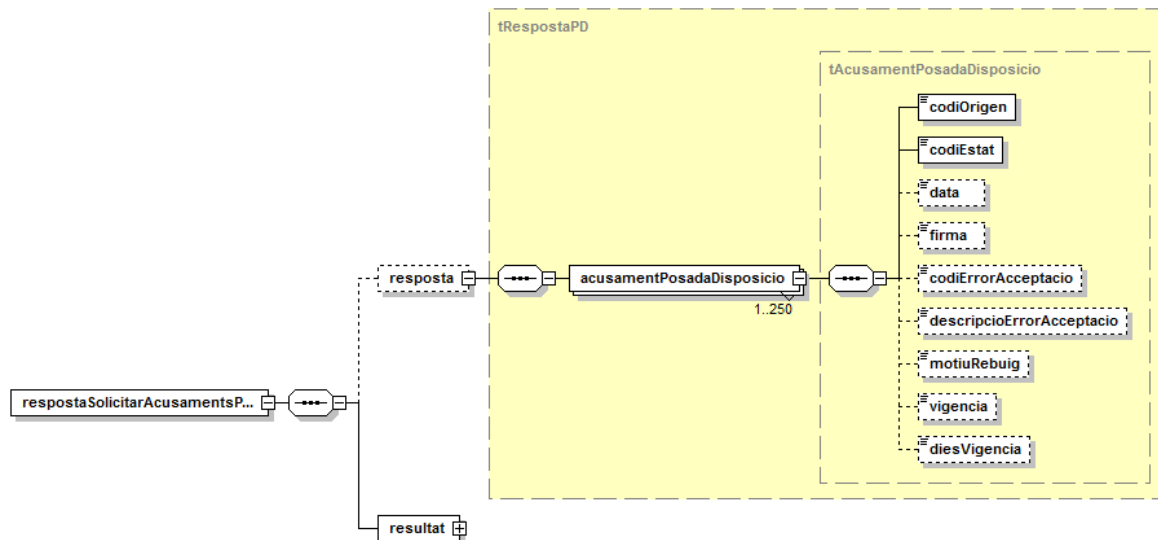 tRespostaPD
tAcusamentPosadaDisposicio
codiOrigen
codiEstat
data
firma
resposta
acusamentPosadaDisposicio
1..250
codiErrorAcceptacio
descripcioErrorAcceptacio
motiuRebuig
respostaSolicitarAcusamentsP...
vigencia
diesVigencia
resultat